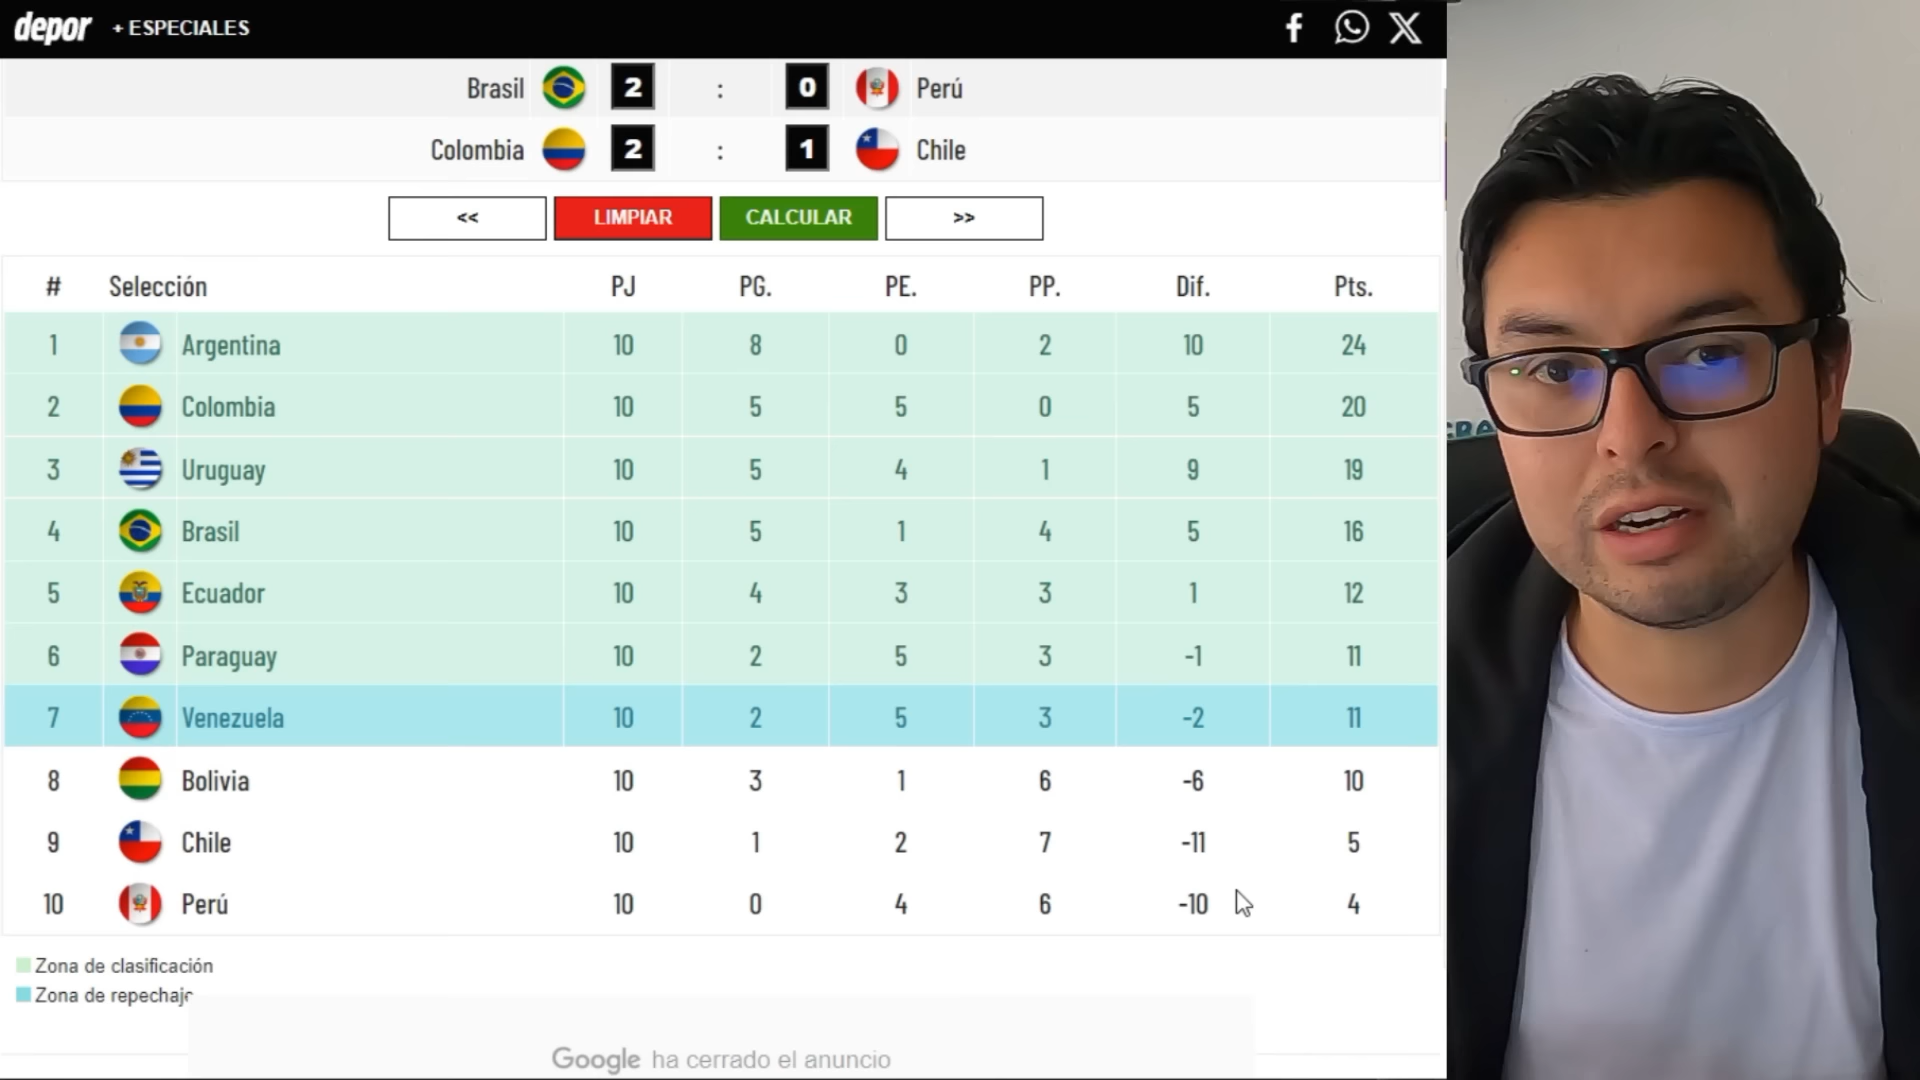 depor + ESPECIALES
Brasil 2 : 0 Perú
Colombia 2 : 1 Chile
<< LIMPIAR CALCULAR >>
# Selección PJ PG. PE. PP. Dif. Pts.
1 Argentina 10 8 0 2 10 24
2 Colombia 10 5 5 0 5 20
3 Uruguay 10 5 4 1 9 19
4 Brasil 10 5 1 4 5 16
5 Ecuador 10 4 3 3 1 12
6 Paraguay 10 2 5 3 -1 11
7 Venezuela 10 2 5 3 -2 11
8 Bolivia 10 3 1 6 -6 10
9 Chile 10 1 2 7 -11 5
10 Perú 10 0 4 6 -10 4
Zona de clasificación
Zona de repechaje
Google ha cerrado el anuncio